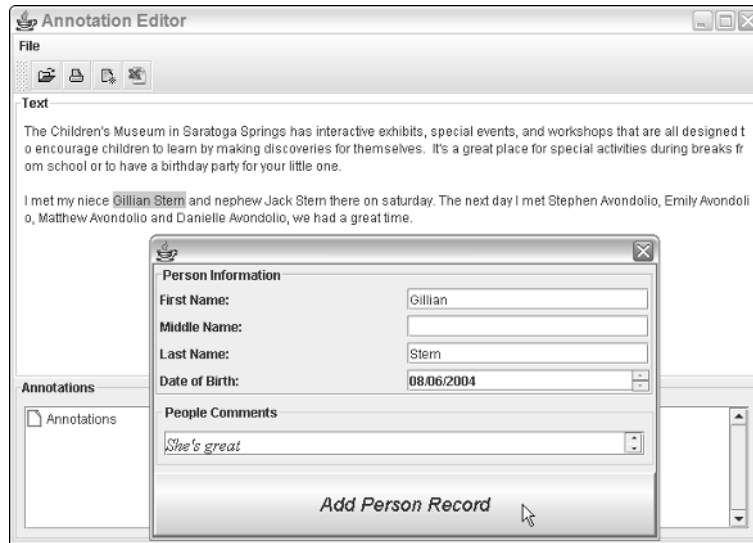 Annotation Editor
File
Text
The Children's Museum in Saratoga Springs has interactive exhibits, special events, and workshops that are all designed t
o encourage children to learn by making discoveries for themselves.  It's a great place for special activities during breaks fr
om school or to have a birthday party for your little one.
I met my niece Gillian Stern and nephew Jack Stern there on saturday. The next day I met Stephen Avondolio, Emily Avondoli
o, Matthew Avondolio and Danielle Avondolio, we had a great time.
Person Information
First Name: Gillian
Middle Name:
Last Name: Stern
Date of Birth: 08/06/2004
People Comments
She's great
Add Person Record
Annotations
Annotations